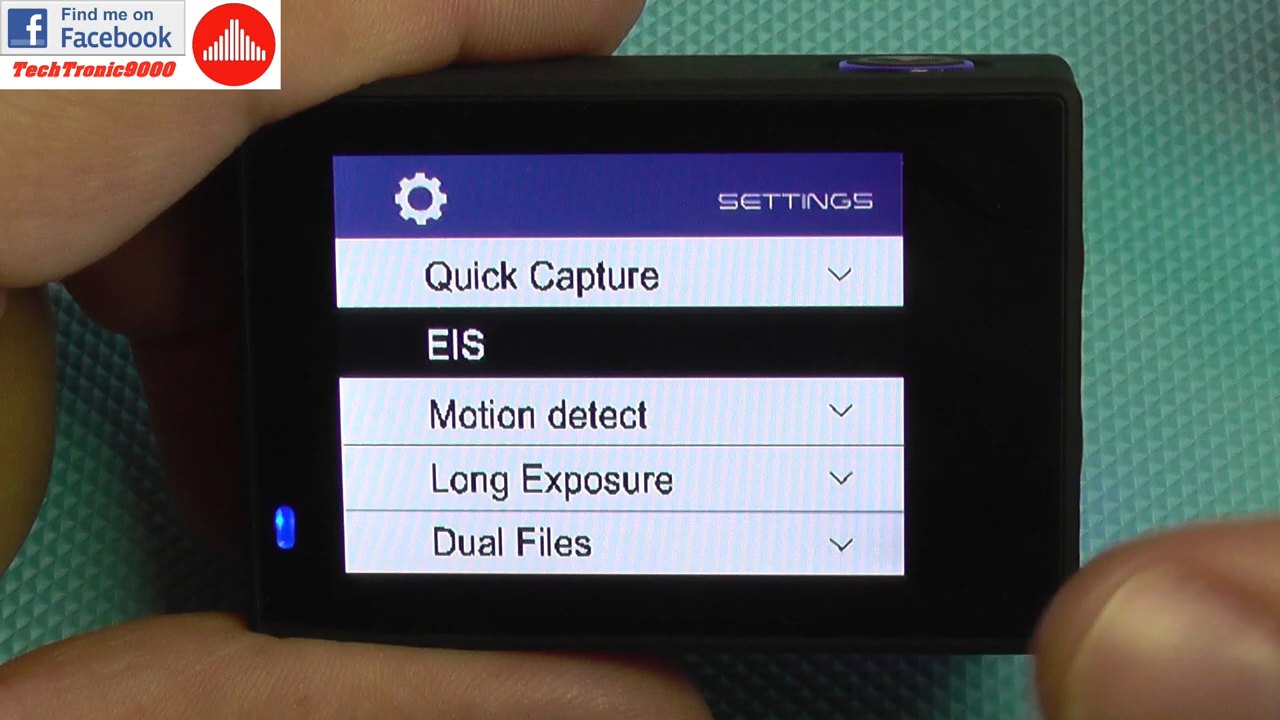 Find me on
Facebook
TechTronic9000
SETTINGS
Quick Capture
EIS
Motion detect
Long Exposure
Dual Files